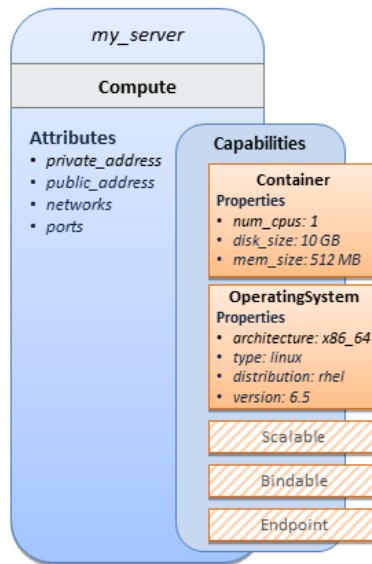 my_server
Compute
Attributes
• private_address
• public_address
• networks
• ports
Capabilities
Container
Properties
• num_cpus: 1
• disk_size: 10 GB
• mem_size: 512 MB
OperatingSystem
Properties
• architecture: x86_64
• type: linux
• distribution: rhel
• version: 6.5
Scalable
Bindable
Endpoint